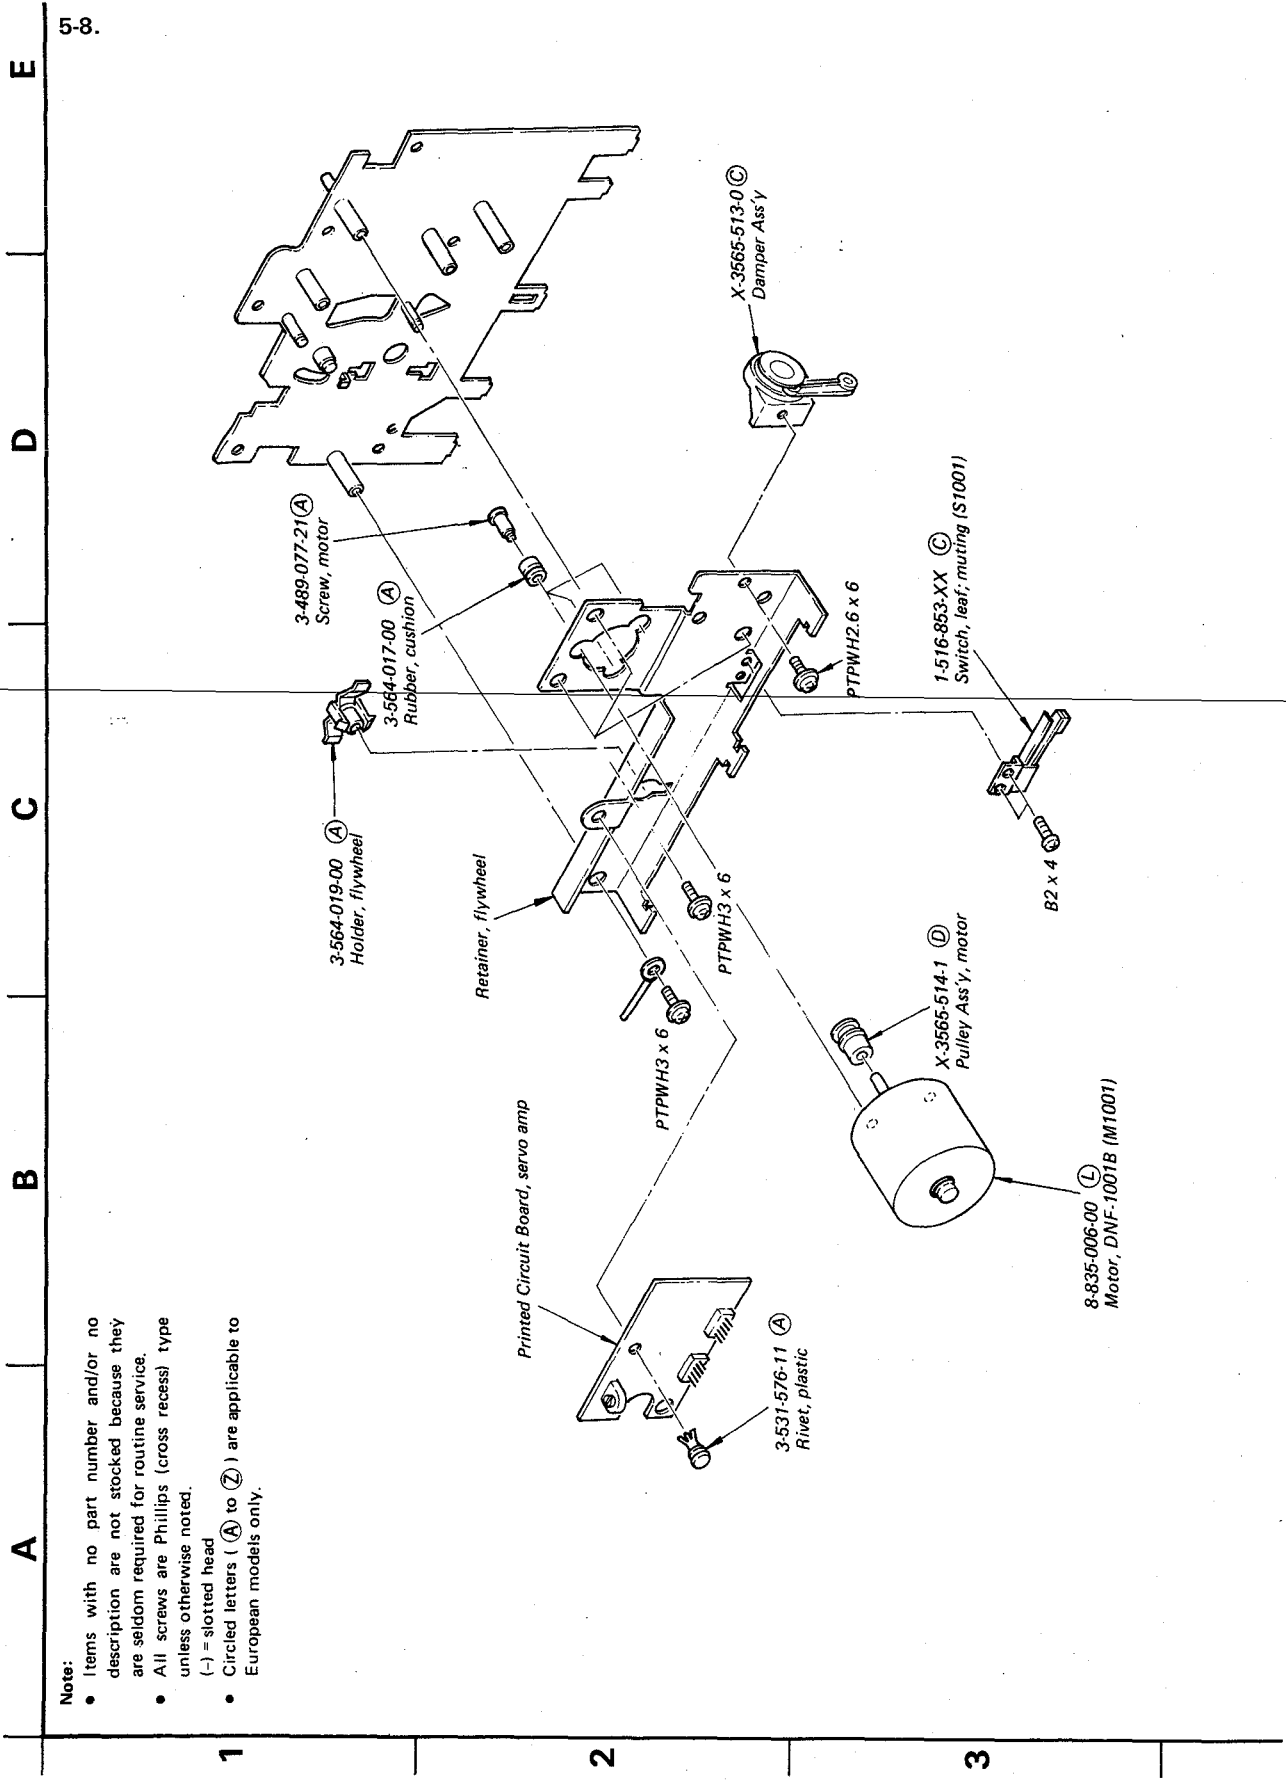 5-8.
A
B
C
D
E
1
2
3
Note:
• Items with no part number and/or no
description are not stocked because they
are seldom required for routine service.
• All screws are Phillips (cross recess) type
unless otherwise noted.
(-) = slotted head
• Circled letters ( Ⓐ to Ⓩ ) are applicable to
European models only.
3-564-019-00 Ⓐ
Holder, flywheel
3-489-077-21 Ⓐ
Screw, motor
3-564-017-00 Ⓐ
Rubber, cushion
Retainer, flywheel
X-3565-513-0 Ⓒ
Damper Ass'y
PTPWH2.6 x 6
1-516-853-XX Ⓒ
Switch, leaf; muting (S1001)
B2 x 4
PTPWH3 x 6
PTPWH3 x 6
Printed Circuit Board, servo amp
3-531-576-11 Ⓐ
Rivet, plastic
X-3565-514-1 Ⓓ
Pulley Ass'y, motor
8-835-006-00 Ⓛ
Motor, DNF-1001B (M1001)